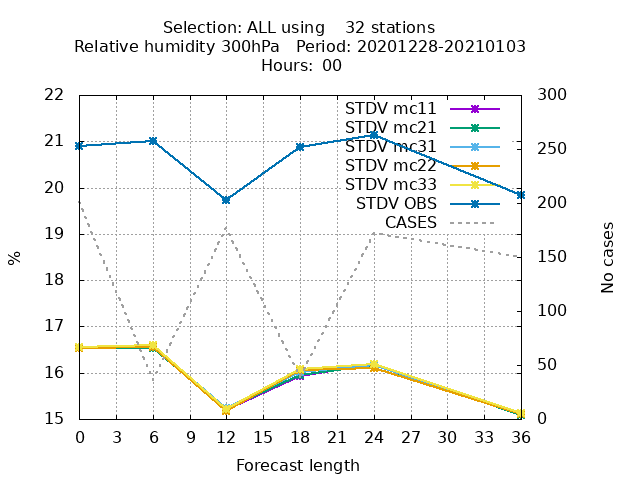 Selection: ALL using    32 stations
Relative humidity 300hPa   Period: 20201228-20210103
Hours: 00
STDV mc11
STDV mc21
STDV mc31
STDV mc22
STDV mc33
STDV OBS
CASES
22
21
20
19
18
17
16
15
%
300
250
200
150
100
50
0
No cases
0 3 6 9 12 15 18 21 24 27 30 33 36
Forecast length